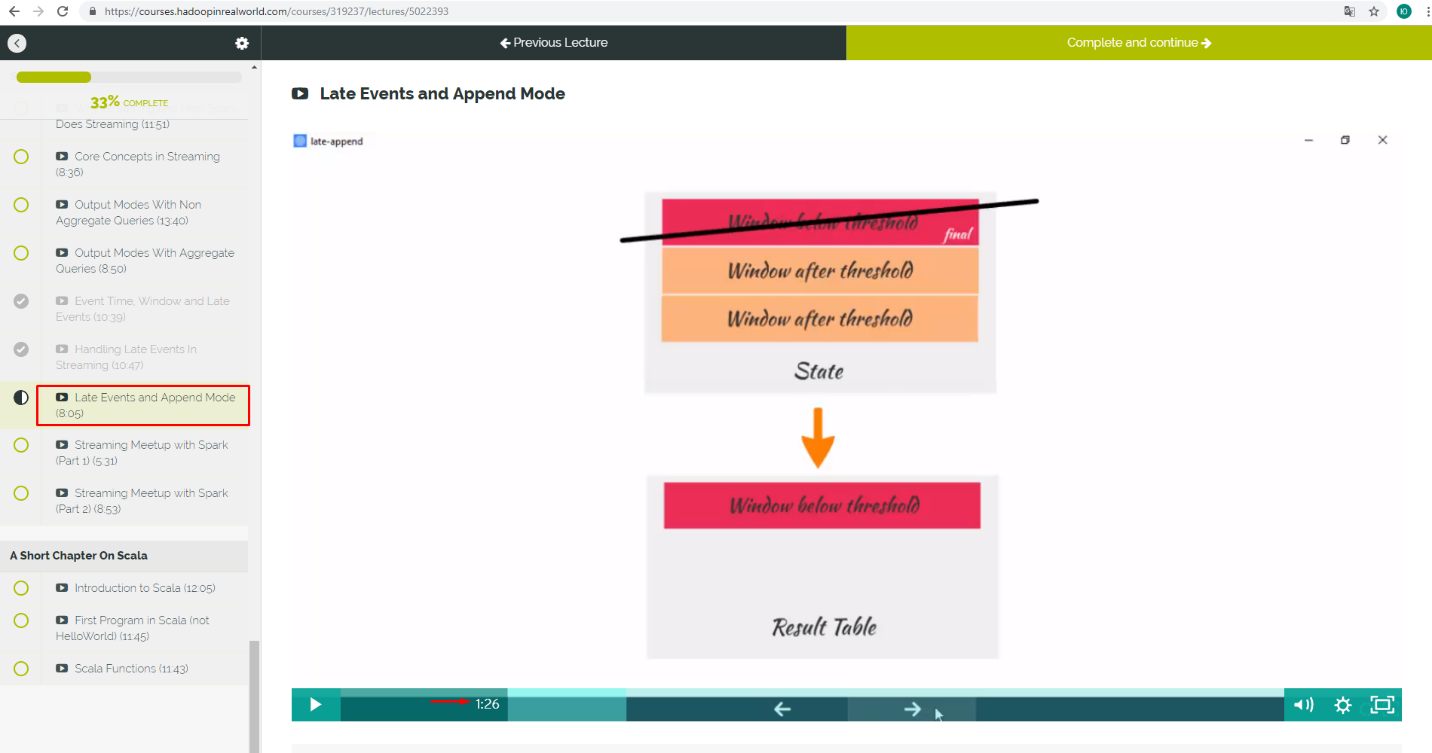 https://courses.hadoopinrealworld.com/courses/319237/lectures/5022393
Ю
Previous Lecture
Complete and continue
33% COMPLETE
Does Streaming (11:51)
Core Concepts in Streaming
(8:36)
Output Modes With Non
Aggregate Queries (13:40)
Output Modes With Aggregate
Queries (8:50)
Event Time, Window and Late
Events (10:39)
Handling Late Events In
Streaming (10:47)
Late Events and Append Mode
(8:05)
Streaming Meetup with Spark
(Part 1) (5:31)
Streaming Meetup with Spark
(Part 2) (8:53)
A Short Chapter On Scala
Introduction to Scala (12:05)
First Program in Scala (not
HelloWorld) (11:45)
Scala Functions (11:43)
Late Events and Append Mode
late-append
Window below threshold
final
Window after threshold
Window after threshold
State
Window below threshold
Result Table
1:26